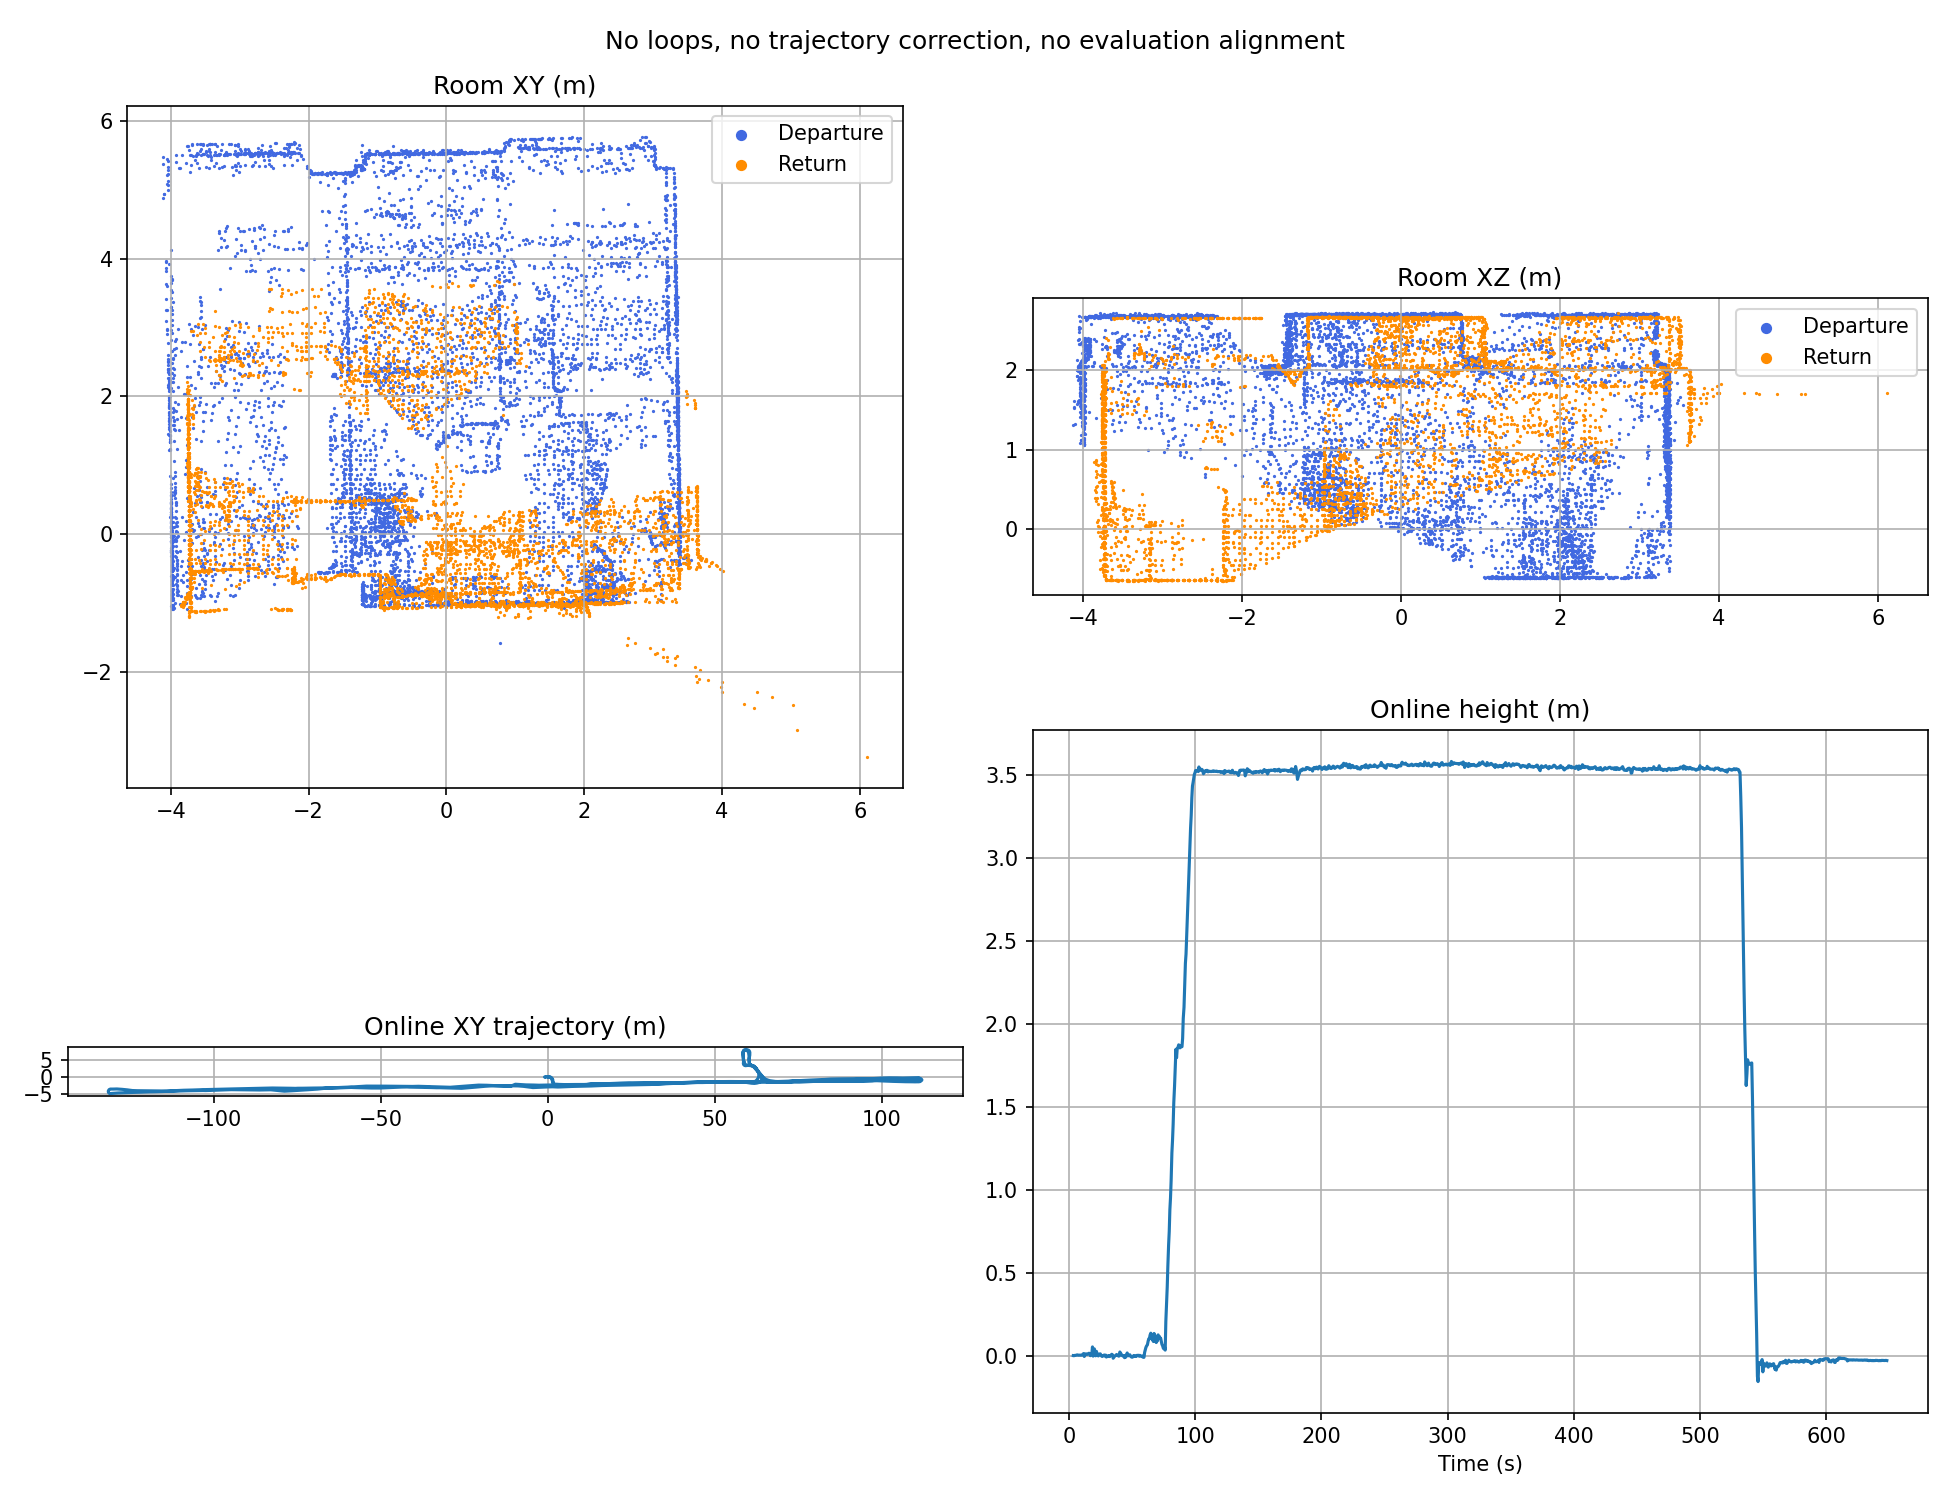 No loops, no trajectory correction, no evaluation alignment
Room XY (m)
Departure
Return
6
4
2
0
−2
−4 −2 0 2 4 6
Room XZ (m)
Departure
Return
2
1
0
−4 −2 0 2 4 6
Online XY trajectory (m)
5
0
−5
−100 −50 0 50 100
Online height (m)
3.5
3.0
2.5
2.0
1.5
1.0
0.5
0.0
0 100 200 300 400 500 600
Time (s)